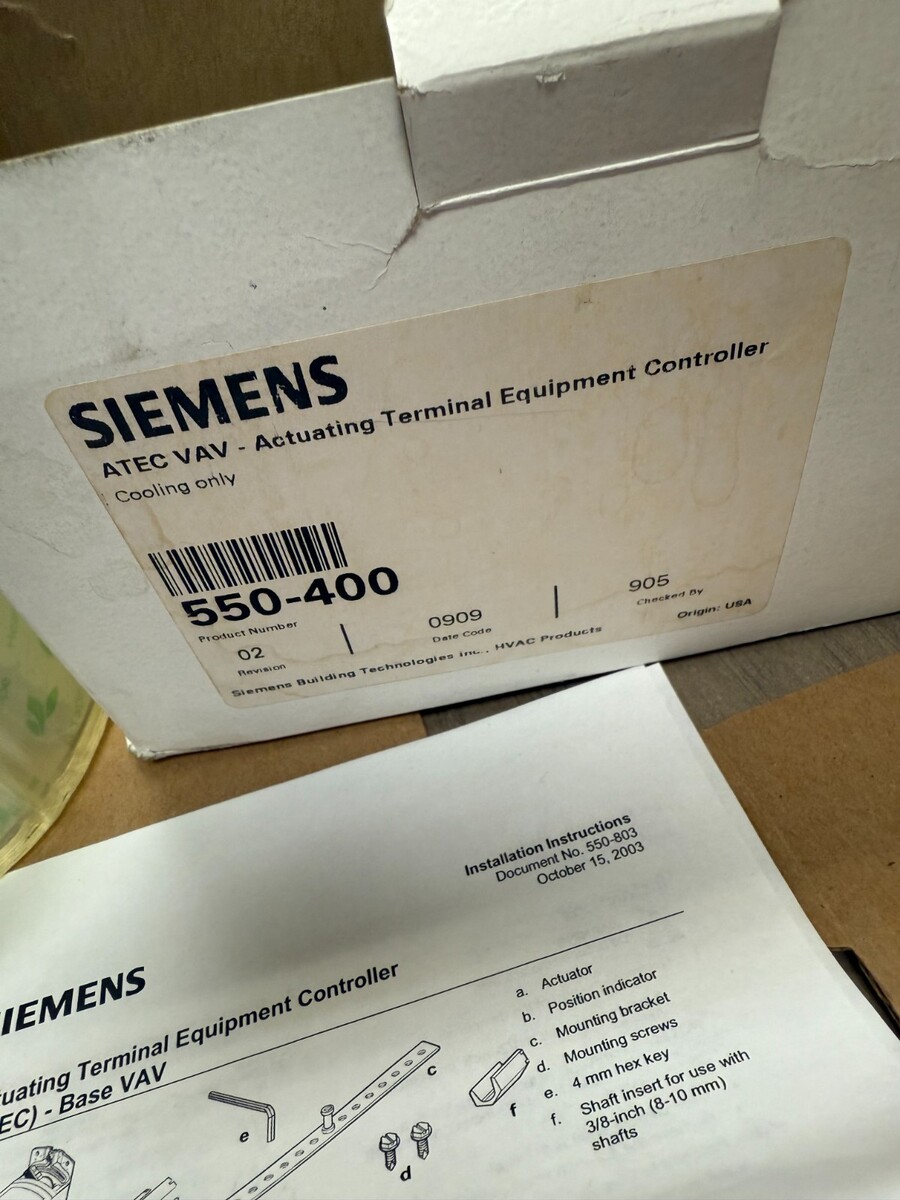 SIEMENS
ATEC VAV - Actuating Terminal Equipment Controller
Cooling only
550-400
Product Number
02
Revision
0909
Date Code
905
Checked By
Siemens Building Technologies Inc., HVAC Products
Origin: USA
Installation Instructions
Document No. 550-803
October 15, 2003
IEMENS
tuating Terminal Equipment Controller
EC) - Base VAV
a. Actuator
b. Position indicator
c. Mounting bracket
d. Mounting screws
e. 4 mm hex key
f. Shaft insert for use with
3/8-inch (8-10 mm)
shafts
c
e
f
d